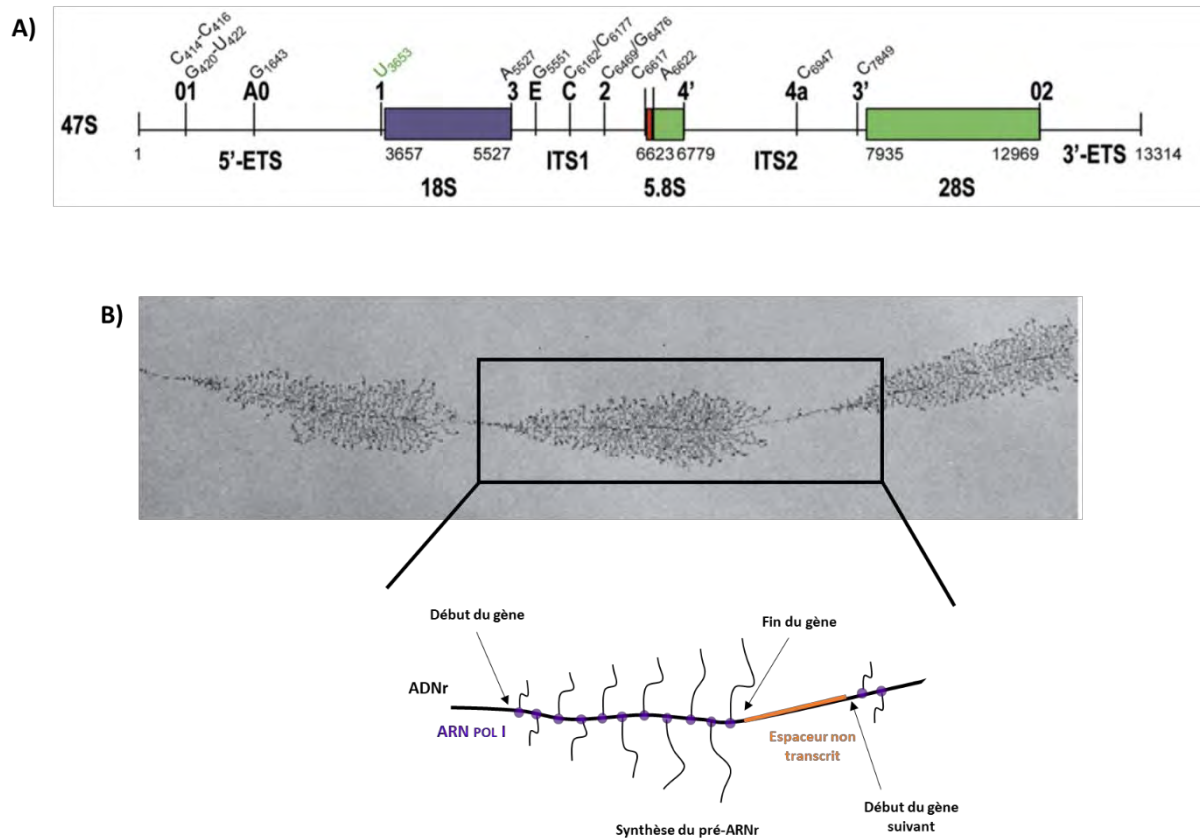 A)
C414-C416
G420-U422
G1643
U3653
A5527
G5551
C6162/C6177
C6469/G6476
C6617
A6622
C6947
C7849
01 A0 1 3 E C 2 4' 4a 3' 02
47S
1 3657 5527 6623 6779 7935 12969 13314
5'-ETS ITS1 ITS2 3'-ETS
18S 5.8S 28S
B)
Début du gène
Fin du gène
ADNr
ARN POL I
Espaceur non
transcrit
Début du gène
suivant
Synthèse du pré-ARNr